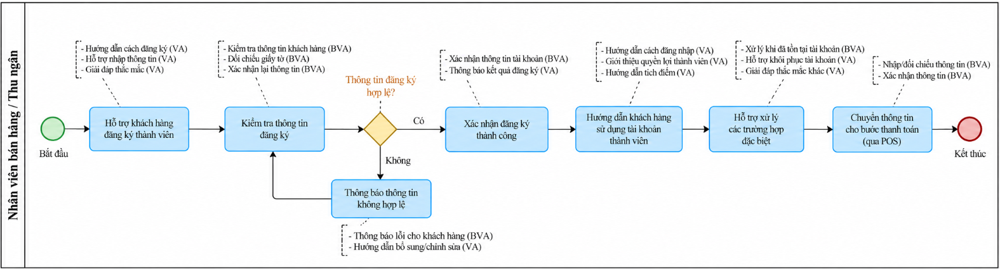 Nhân viên bán hàng / Thu ngân
Bắt đầu
- Hướng dẫn cách đăng ký (VA)
- Hỗ trợ nhập thông tin (VA)
- Giải đáp thắc mắc (VA)
Hỗ trợ khách hàng
đăng ký thành viên
- Kiểm tra thông tin khách hàng (BVA)
- Đối chiếu giấy tờ (BVA)
- Xác nhận lại thông tin (BVA)
Kiểm tra thông tin
đăng ký
Thông tin đăng ký
hợp lệ?
Có
Không
Thông báo thông tin
không hợp lệ
- Thông báo lỗi cho khách hàng (BVA)
- Hướng dẫn bổ sung/chỉnh sửa (VA)
- Xác nhận thông tin tài khoản (BVA)
- Thông báo kết quả đăng ký (VA)
Xác nhận đăng ký
thành công
- Hướng dẫn cách đăng nhập (VA)
- Giới thiệu quyền lợi thành viên (VA)
- Hướng dẫn tích điểm (VA)
Hướng dẫn khách hàng
sử dụng tài khoản
thành viên
- Xử lý khi đã tồn tại tài khoản (BVA)
- Hỗ trợ khôi phục tài khoản (VA)
- Giải đáp thắc mắc khác (VA)
Hỗ trợ xử lý
các trường hợp
đặc biệt
- Nhập/đối chiếu thông tin (BVA)
- Xác nhận thông tin (BVA)
Chuyển thông tin
cho bước thanh toán
(qua POS)
Kết thúc